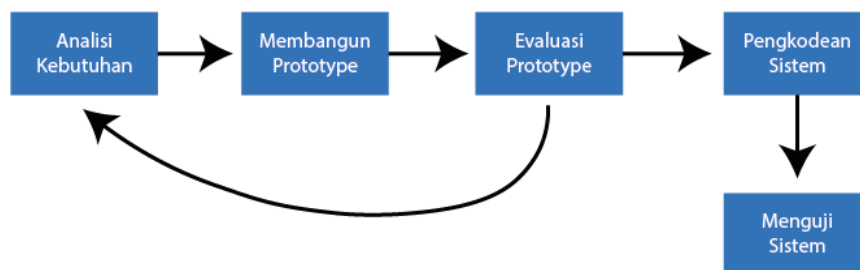 Analisi
Kebutuhan
Membangun
Prototype
Evaluasi
Prototype
Pengkodean
Sistem
Menguji
Sistem